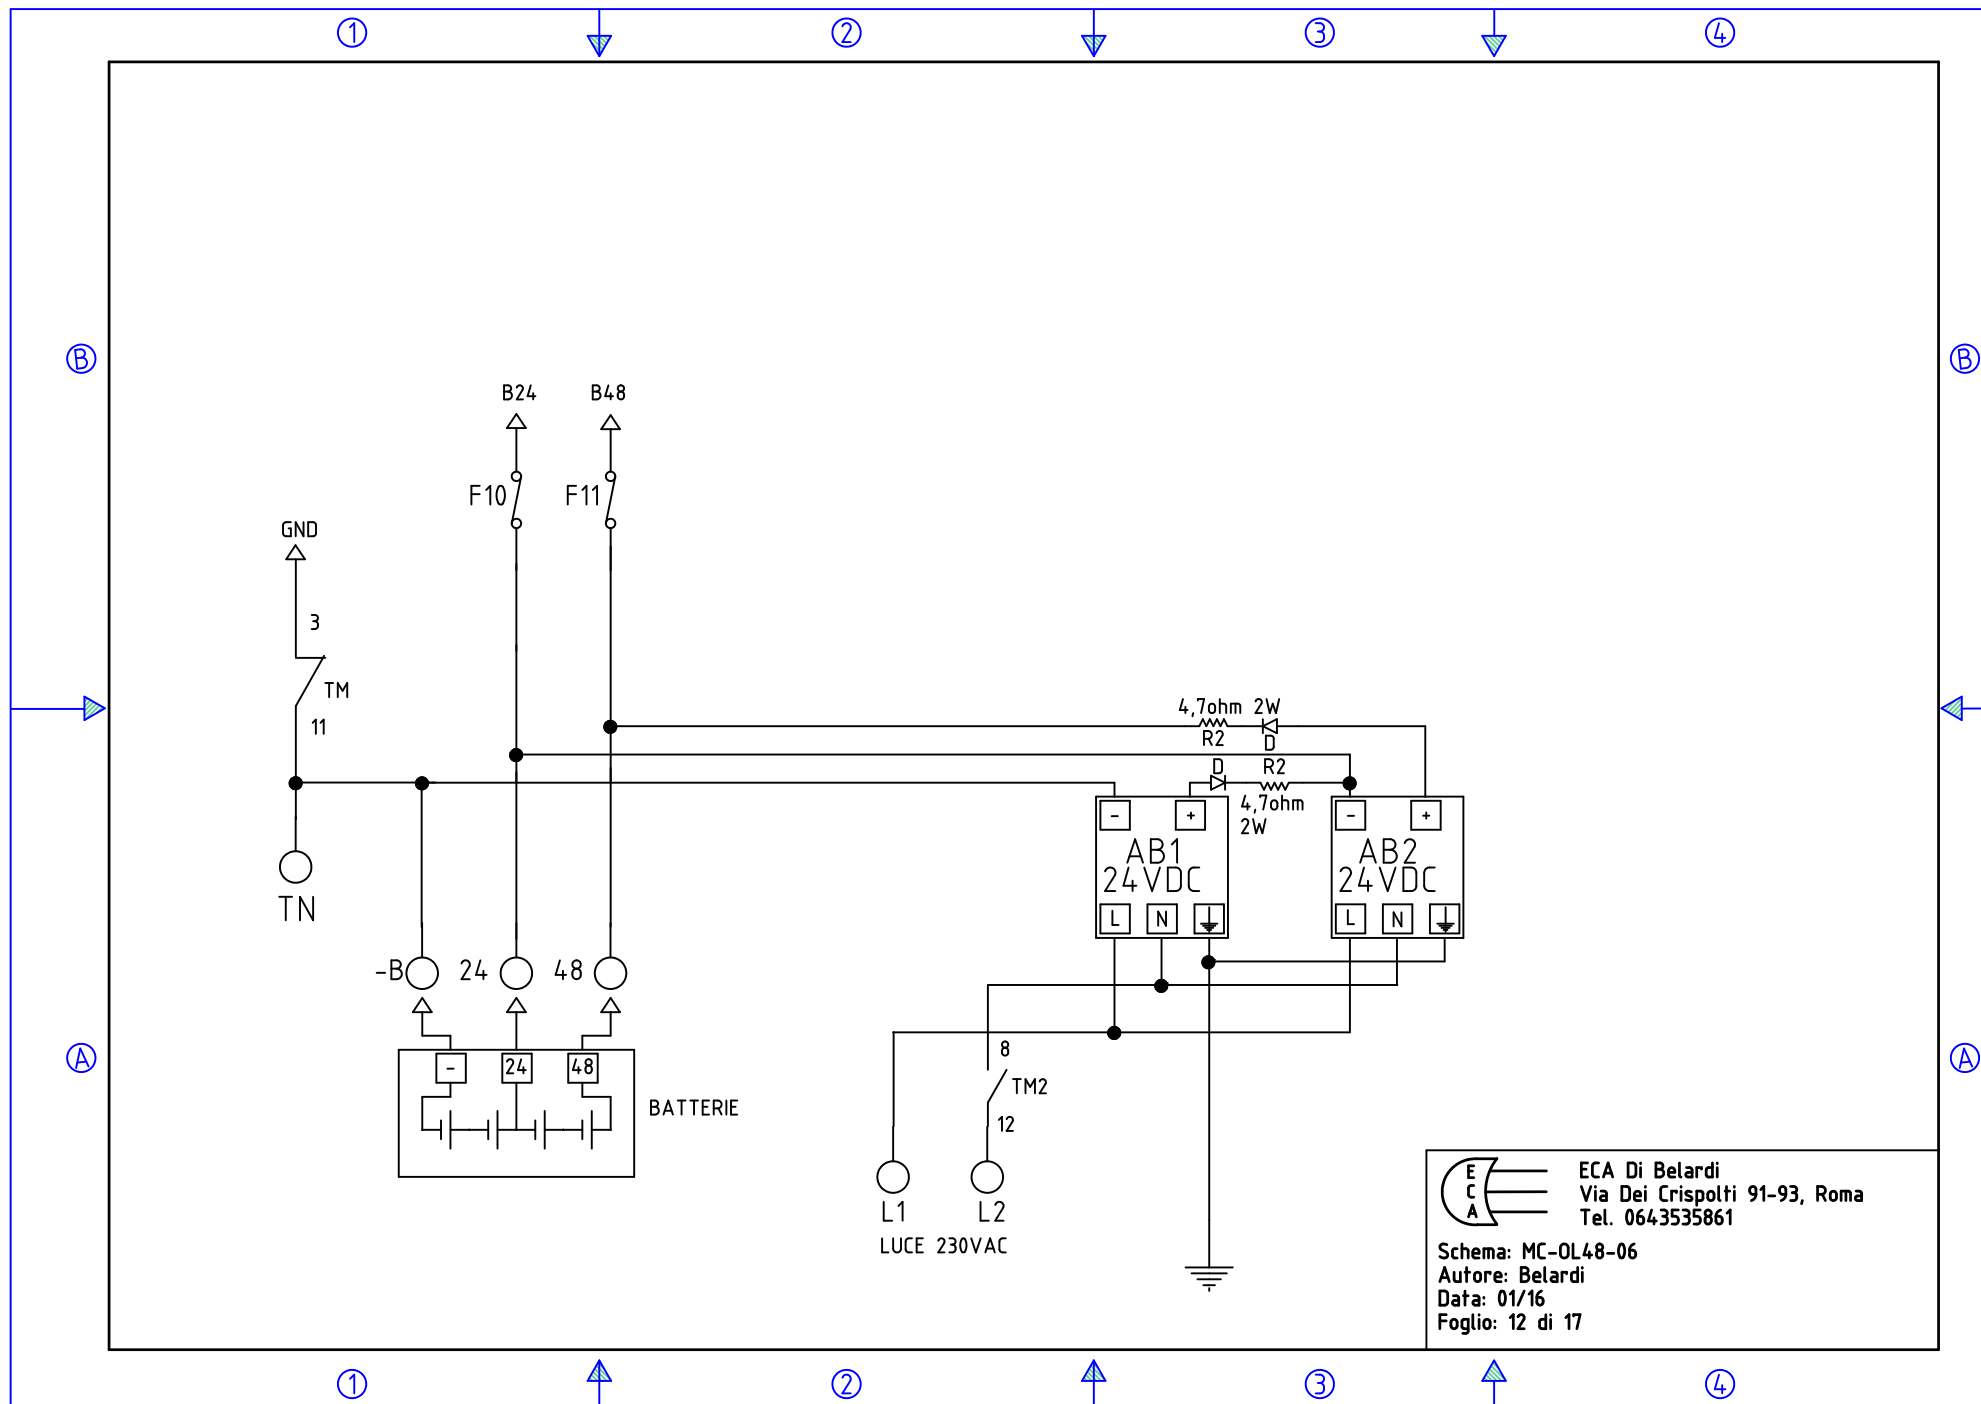 1 2 3 4
B B
B24 B48
F10 F11
GND
3
TM
11
4,7ohm 2W
R2 D
D R2
4,7ohm
2W
- + - +
AB1 AB2
24VDC 24VDC
L N L N
TN
-B 24 48
- 24 48
BATTERIE
A A
8
TM2
12
L1 L2
LUCE 230VAC
E
C
A
ECA Di Belardi
Via Dei Crispolti 91-93, Roma
Tel. 0643535861
Schema: MC-OL48-06
Autore: Belardi
Data: 01/16
Foglio: 12 di 17
1 2 3 4